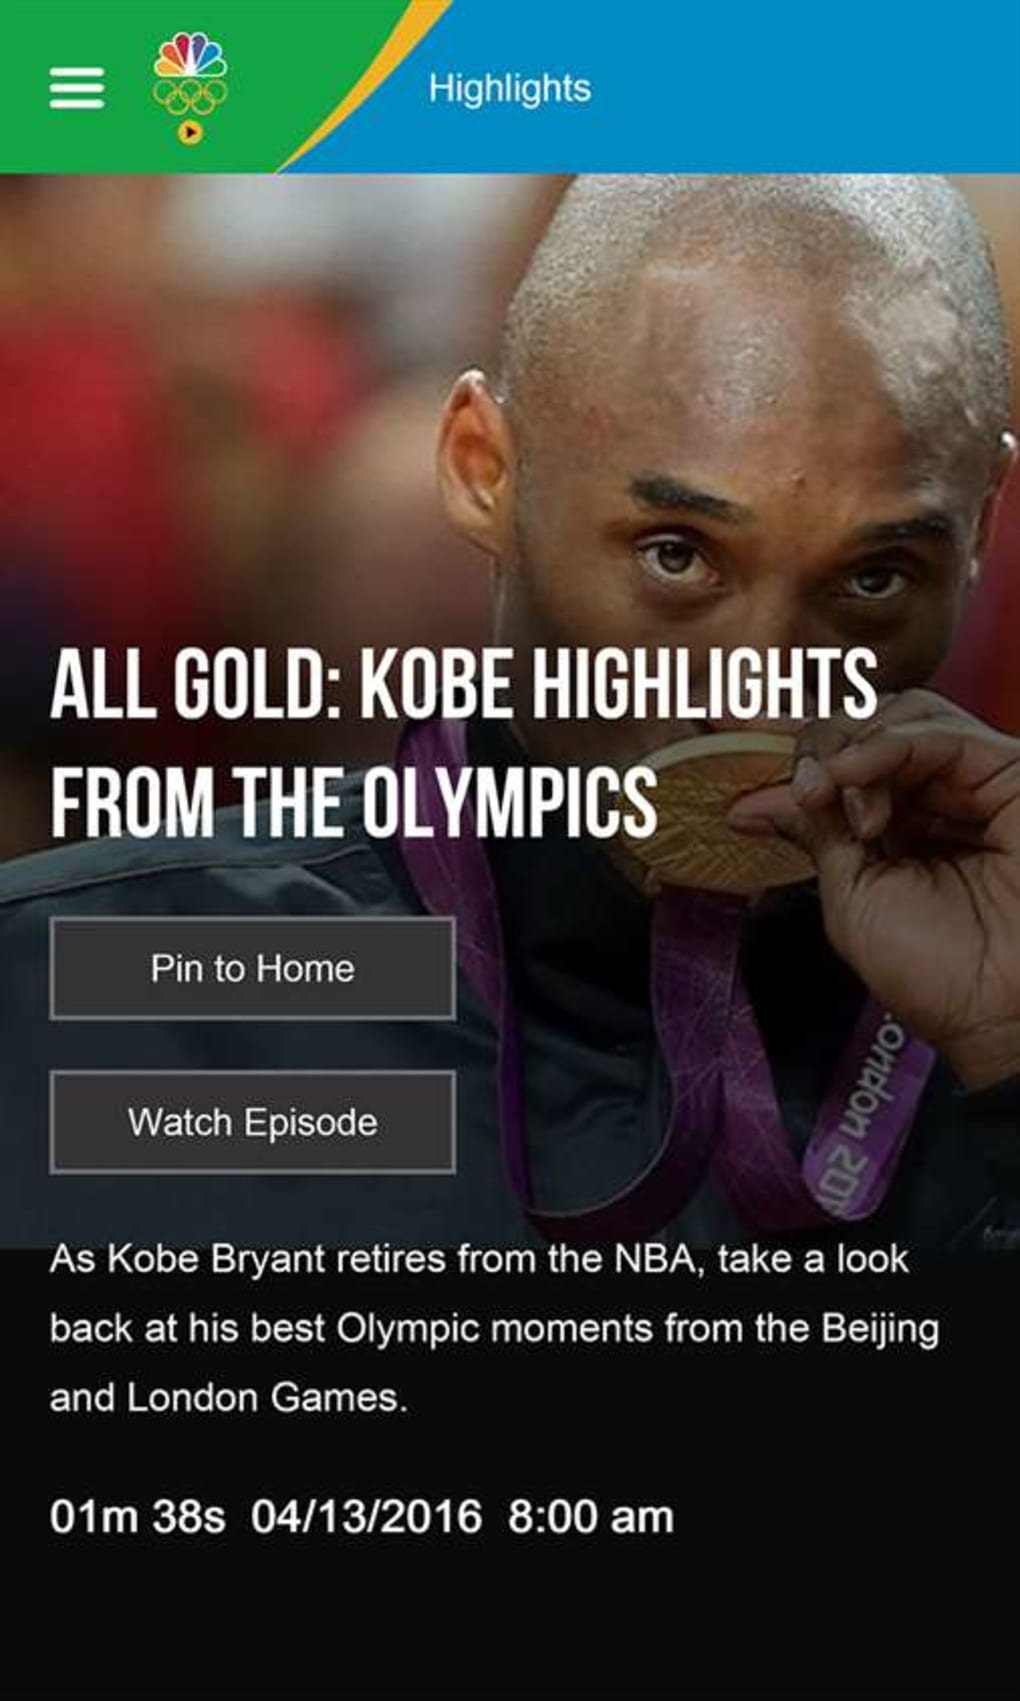 Highlights
ALL GOLD: KOBE HIGHLIGHTS
FROM THE OLYMPICS
Pin to Home
Watch Episode
London 201
As Kobe Bryant retires from the NBA, take a look
back at his best Olympic moments from the Beijing
and London Games.
01m 38s 04/13/2016 8:00 am